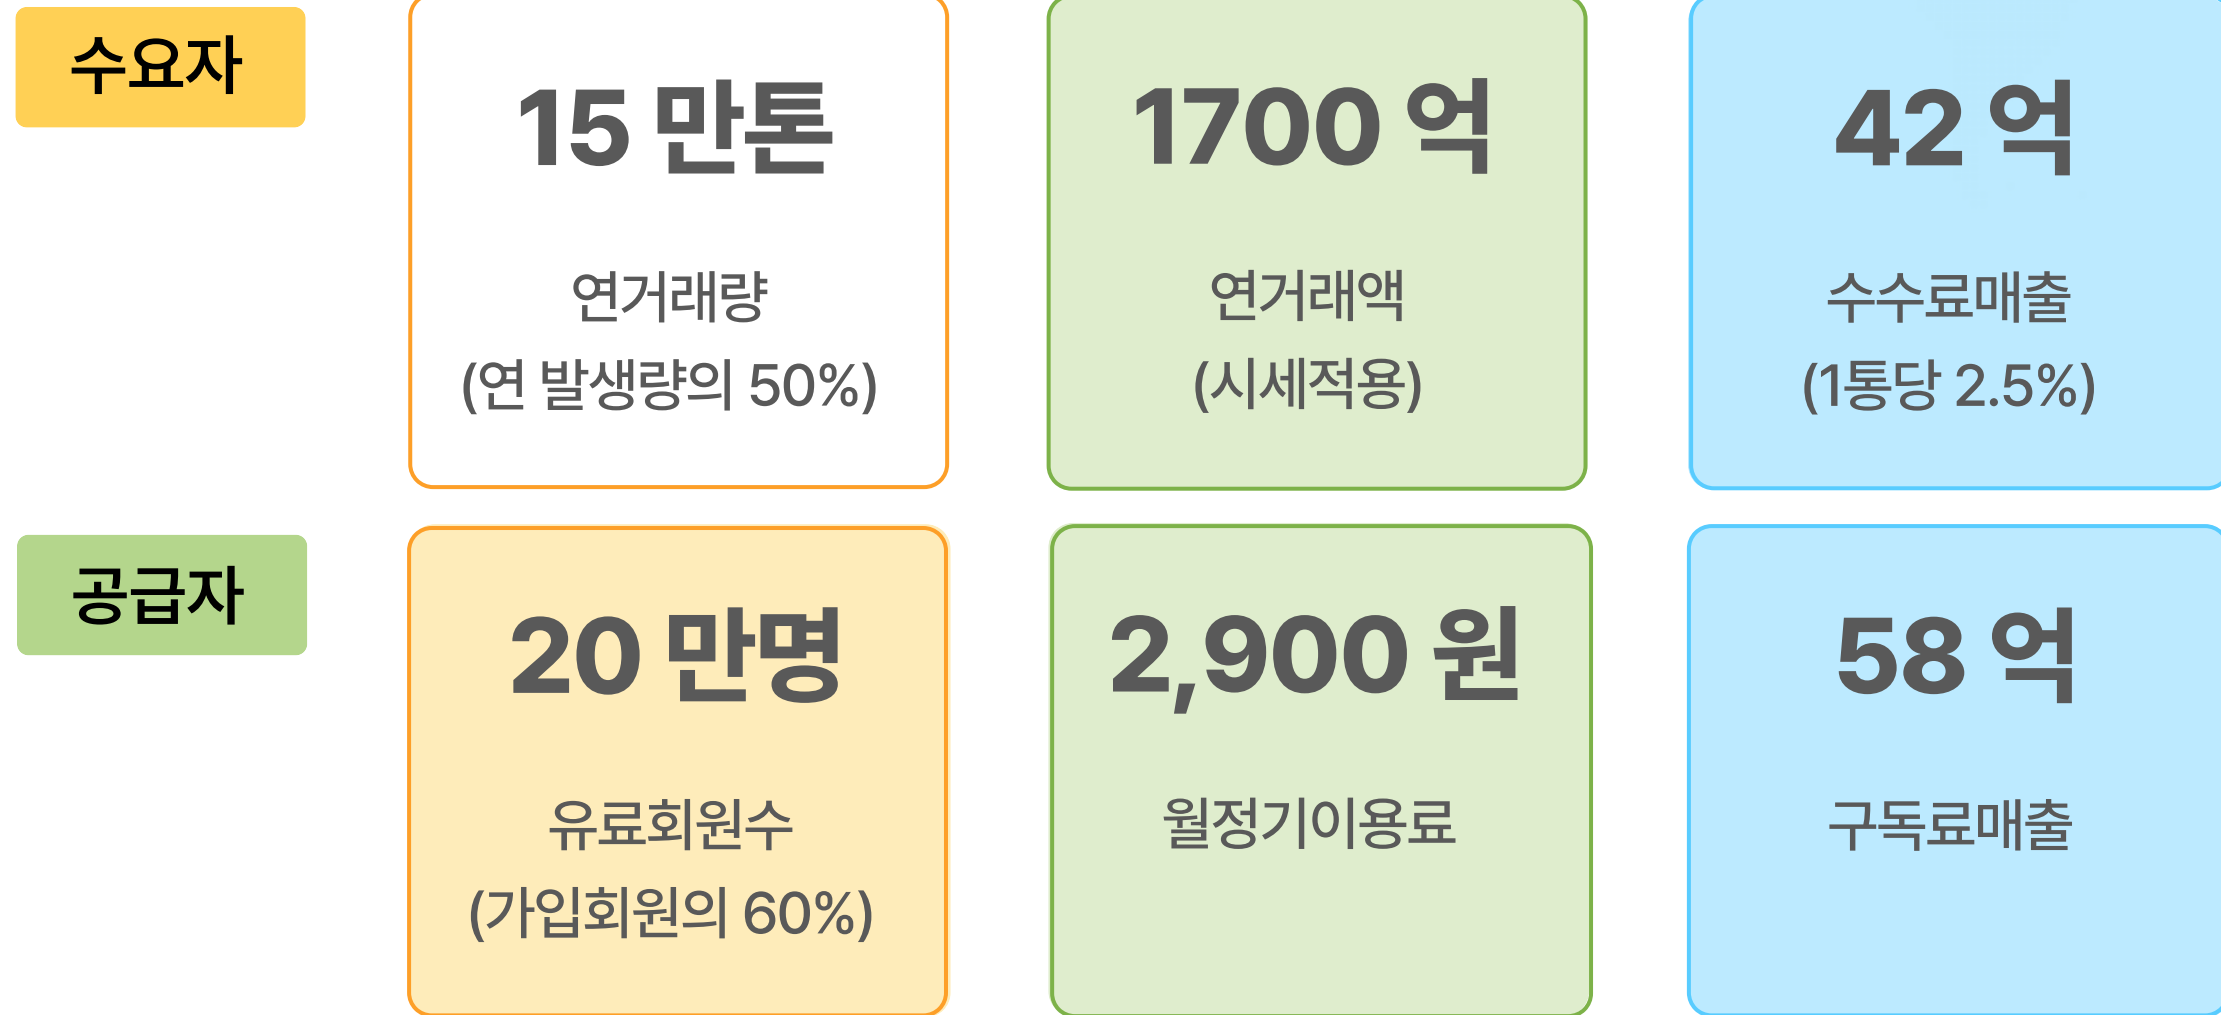 수요자
15 만톤
연거래량
(연 발생량의 50%)
1700 억
연거래액
(시세적용)
42 억
수수료매출
(1통당 2.5%)
공급자
20 만명
유료회원수
(가입회원의 60%)
2,900 원
월정기이용료
58 억
구독료매출